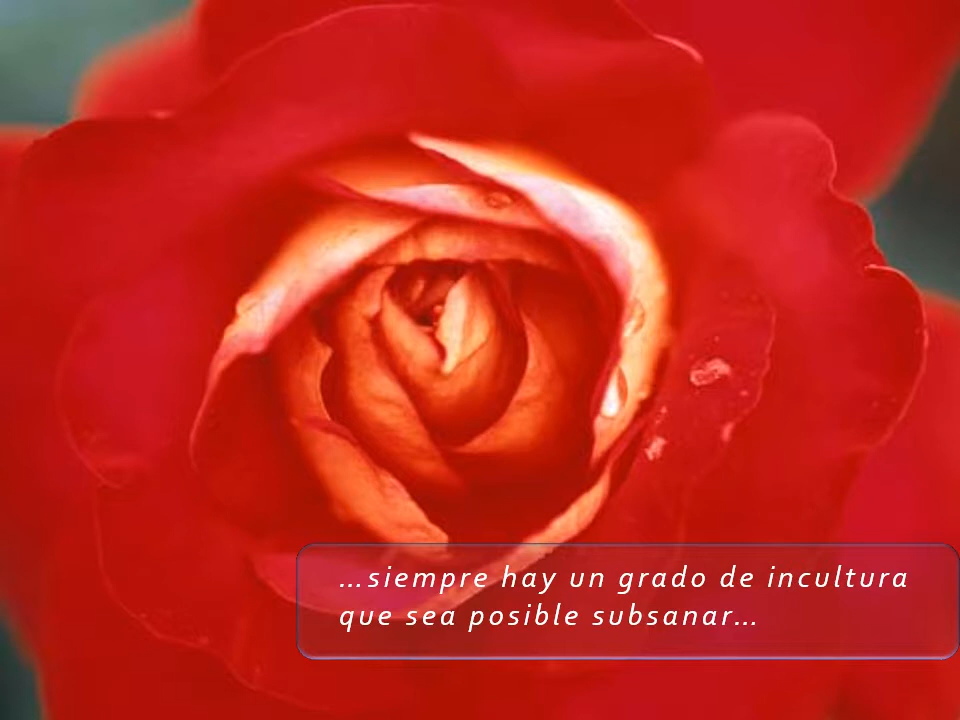 …siempre hay un grado de incultura
que sea posible subsanar…